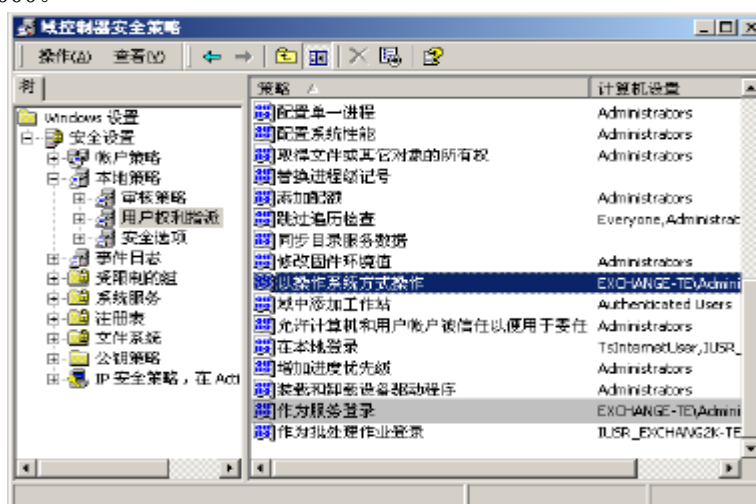 域控制器安全策略
操作(A) 查看(V)
树
策略 计算机设置
Windows 设置
安全设置
帐户策略
本地策略
审核策略
用户权利指派
安全选项
事件日志
受限制的组
系统服务
注册表
文件系统
公钥策略
IP 安全策略，在 Acti
配置单一进程 Administrators
配置系统性能 Administrators
取得文件或其它对象的所有权 Administrators
替换进程级记号
添加配额 Administrators
跳过遍历检查 Everyone,Administrat
同步目录服务数据
修改固件环境值 Administrators
以操作系统方式操作 EXCHANGE-TE\Admini
域中添加工作站 Authenticated Users
允许计算机和用户帐户被信任以便用于委任 Administrators
在本地登录 TsInternetUser,IUSR_
增加进度优先级 Administrators
装载和卸载设备驱动程序 Administrators
作为服务登录 EXCHANGE-TE\Admini
作为批处理作业登录 IUSR_EXCHANG2K-TE